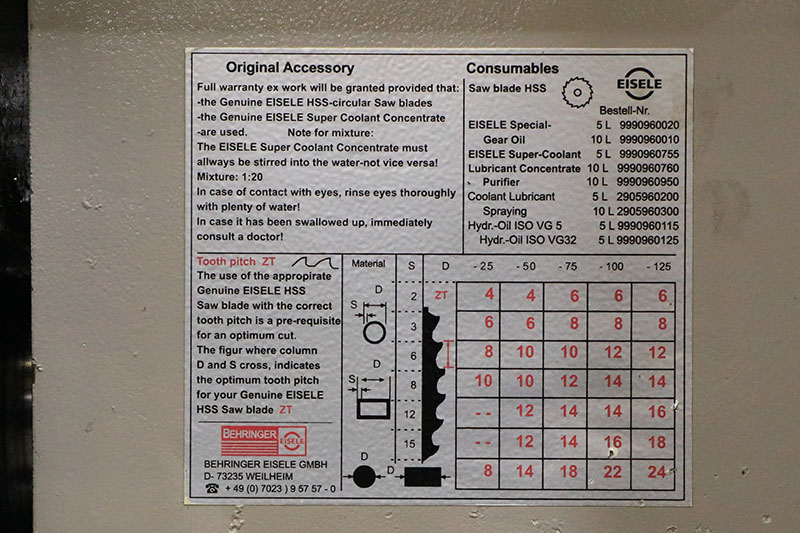 Original Accessory
Full warranty ex work will be granted provided that:
-the Genuine EISELE HSS-circular Saw blades
-the Genuine EISELE Super Coolant Concentrate
-are used. Note for mixture:
The EISELE Super Coolant Concentrate must
allways be stirred into the water-not vice versa!
Mixture: 1:20
In case of contact with eyes, rinse eyes thoroughly
with plenty of water!
In case it has been swallowed up, immediately
consult a doctor!
Consumables
Saw blade HSS
EISELE
Bestell-Nr.
EISELE Special- 5 L 9990960020
Gear Oil 10 L 9990960010
EISELE Super-Coolant 5 L 9990960755
Lubricant Concentrate 10 L 9990960760
Purifier 10 L 9990960950
Coolant Lubricant 5 L 2905960200
Spraying 10 L 2905960300
Hydr.-Oil ISO VG 5 5 L 9990960115
Hydr.-Oil ISO VG32 5 L 9990960125
Tooth pitch ZT
The use of the appropirate
Genuine EISELE HSS
Saw blade with the correct
tooth pitch is a pre-requisite
for an optimum cut.
The figur where column
D and S cross, indicates
the optimum tooth pitch
for your Genuine EISELE
HSS Saw blade ZT
BEHRINGER EISELE
BEHRINGER EISELE GMBH
D- 73235 WEILHEIM
☎ + 49 (0) 7023 ) 9 57 57 - 0
Material S D - 25 - 50 - 75 - 100 - 125
D
S
D
S
D
D
2 ZT 4 4 6 6 6
3 6 6 8 8 8
6 8 10 10 12 12
8 10 10 12 14 14
12 - - 12 14 14 16
15 - - 12 14 16 18
8 14 18 22 24